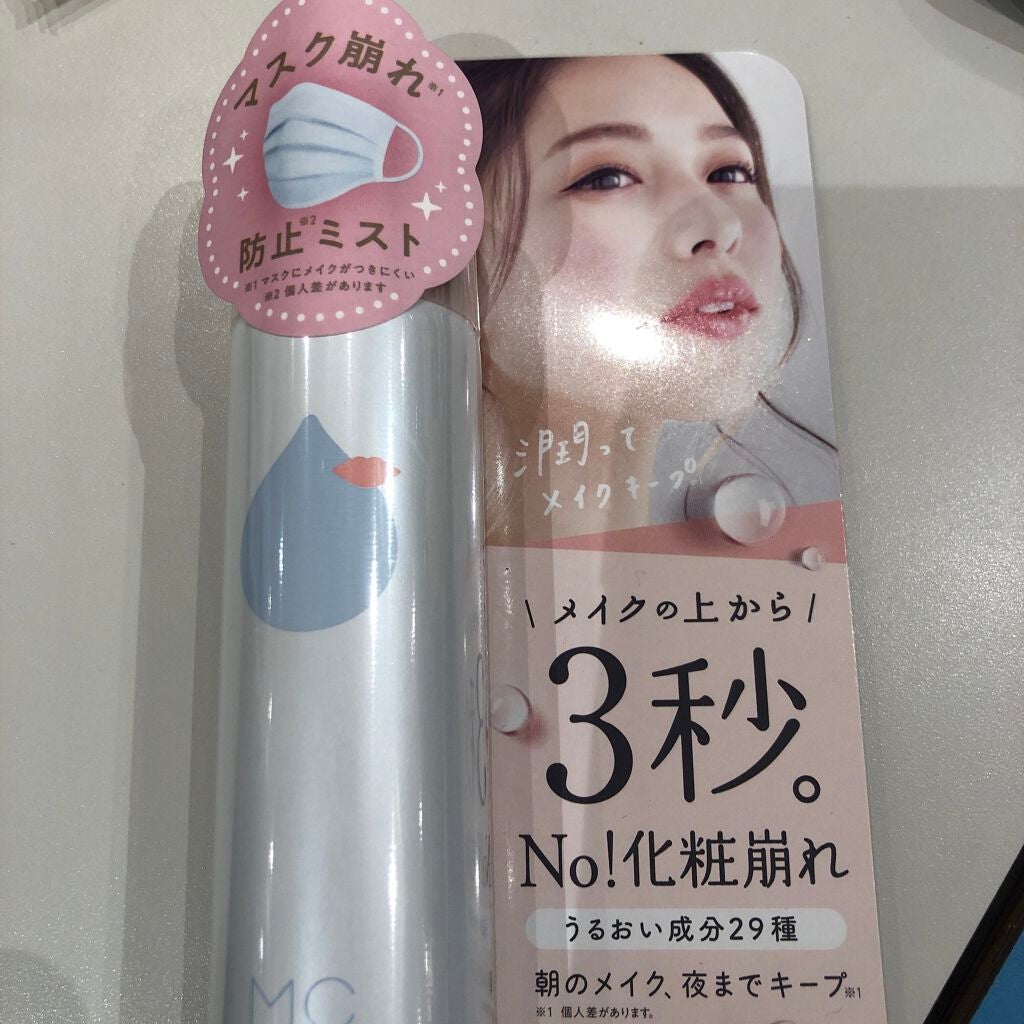 マスク崩れ※1
防止※2ミスト
※1 マスクにメイクがつきにくい
※2 個人差があります
潤って
メイクキープ
\ メイクの上から /
3秒。
No!化粧崩れ
うるおい成分29種
朝のメイク、夜までキープ※1
※1 個人差があります。
MC